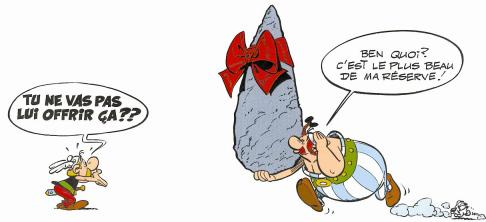 TU NE VAS PAS
LUI OFFRIR ÇA??
BEN QUOI?
C'EST LE PLUS BEAU
DE MA RÉSERVE!